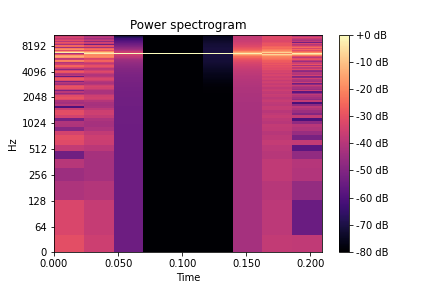 Power spectrogram
8192
4096
2048
1024
512
256
128
64
0
Hz
0.000
0.050
0.100
0.150
0.200
Time
+0 dB
-10 dB
-20 dB
-30 dB
-40 dB
-50 dB
-60 dB
-70 dB
-80 dB